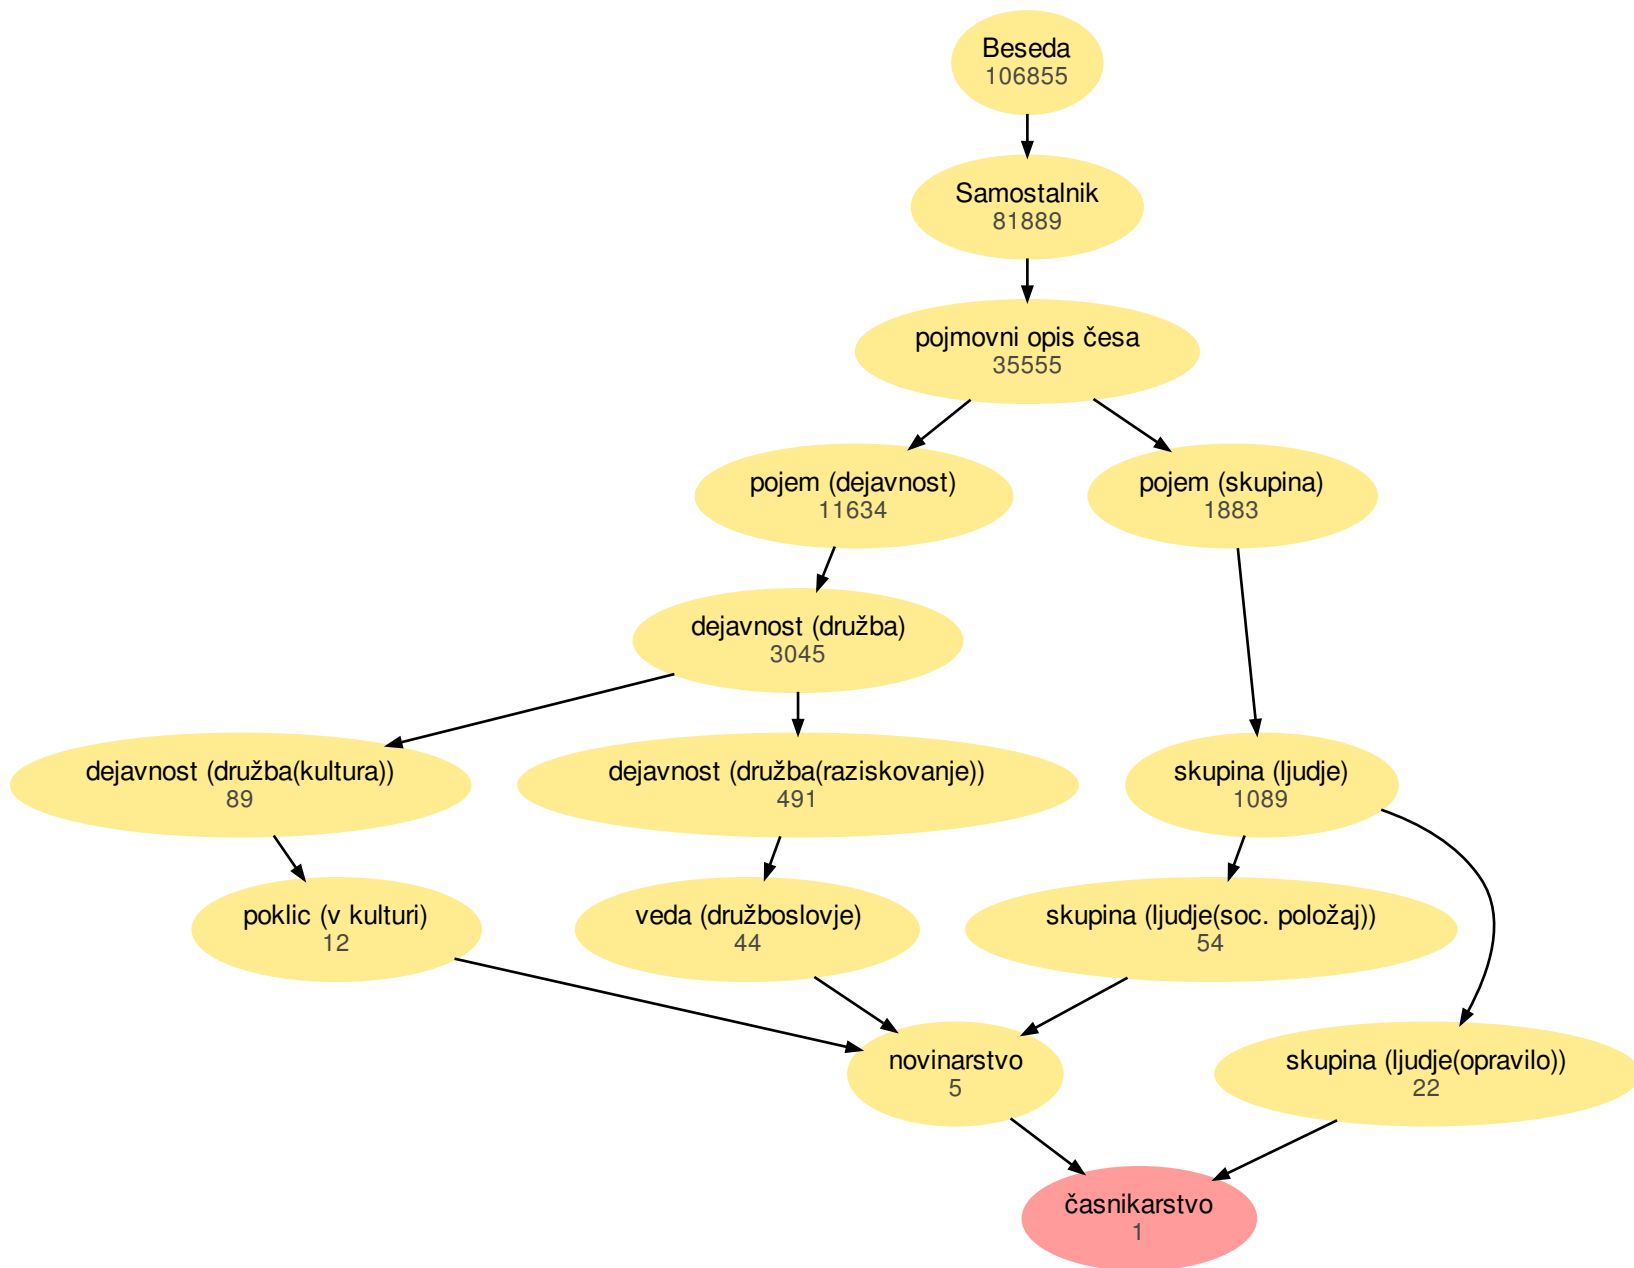 Beseda
106855
Samostalnik
81889
pojmovni opis česa
35555
pojem (dejavnost)
11634
pojem (skupina)
1883
dejavnost (družba)
3045
dejavnost (družba(kultura))
89
dejavnost (družba(raziskovanje))
491
skupina (ljudje)
1089
poklic (v kulturi)
12
veda (družboslovje)
44
skupina (ljudje(soc. položaj))
54
novinarstvo
5
skupina (ljudje(opravilo))
22
časnikarstvo
1